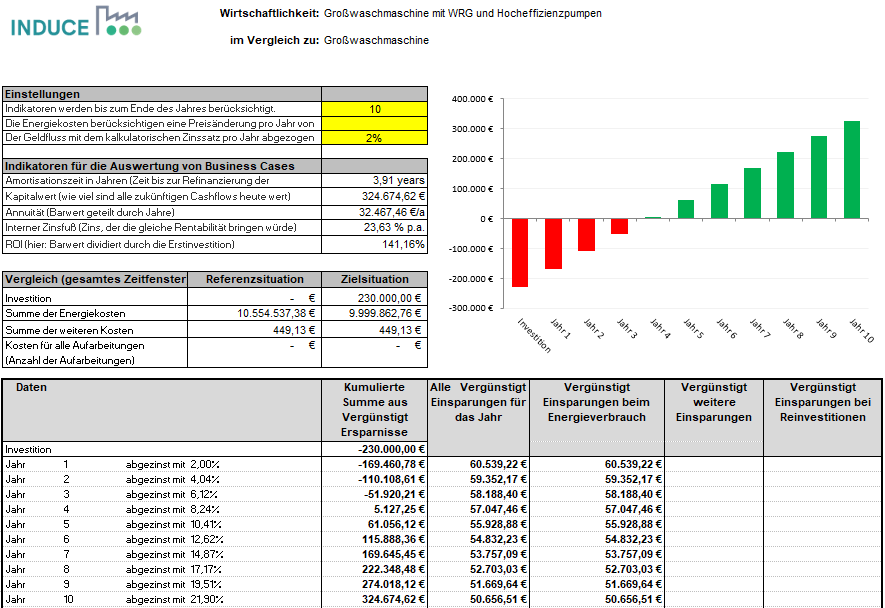 INDUCE
Wirtschaftlichkeit: Großwaschmaschine mit WRG und Hocheffizienzpumpen
im Vergleich zu: Großwaschmaschine
Einstellungen
Indikatoren werden bis zum Ende des Jahres berücksichtigt. 10
Die Energiekosten berücksichtigen eine Preisänderung pro Jahr von
Der Geldfluss mit dem kalkulatorischen Zinssatz pro Jahr abgezogen 2%
Indikatoren für die Auswertung von Business Cases
Amortisationszeit in Jahren (Zeit bis zur Refinanzierung der 3,91 years
Kapitalwert (wie viel sind alle zukünftigen Cashflows heute wert) 324.674,62 €
Annuität (Barwert geteilt durch Jahre) 32.467,46 €/a
Interner Zinsfuß (Zins, der die gleiche Rentabilität bringen würde) 23,63 % p.a.
ROI (hier: Barwert dividiert durch die Erstinvestition) 141,16%
Vergleich (gesamtes Zeitfenster Referenzsituation Zielsituation
Investition - € 230.000,00 €
Summe der Energiekosten 10.554.537,38 € 9.999.862,76 €
Summe der weiteren Kosten 449,13 € 449,13 €
Kosten für alle Aufarbeitungen - € - €
(Anzahl der Aufarbeitungen)
400.000 €
300.000 €
200.000 €
100.000 €
0 €
-100.000 €
-200.000 €
-300.000 €
Investition Jahr 1 Jahr 2 Jahr 3 Jahr 4 Jahr 5 Jahr 6 Jahr 7 Jahr 8 Jahr 9 Jahr 10
Daten Kumulierte Alle Vergünstigt Vergünstigt Vergünstigt Vergünstigt
Summe aus Einsparungen für Einsparungen beim weitere Einsparungen bei
Vergünstigt das Jahr Energieverbrauch Einsparungen Reinvestitionen
Ersparnisse
Investition -230.000,00 €
Jahr 1 abgezinst mit 2,00% -169.460,78 € 60.539,22 € 60.539,22 €
Jahr 2 abgezinst mit 4,04% -110.108,61 € 59.352,17 € 59.352,17 €
Jahr 3 abgezinst mit 6,12% -51.920,21 € 58.188,40 € 58.188,40 €
Jahr 4 abgezinst mit 8,24% 5.127,25 € 57.047,46 € 57.047,46 €
Jahr 5 abgezinst mit 10,41% 61.056,12 € 55.928,88 € 55.928,88 €
Jahr 6 abgezinst mit 12,62% 115.888,36 € 54.832,23 € 54.832,23 €
Jahr 7 abgezinst mit 14,87% 169.645,45 € 53.757,09 € 53.757,09 €
Jahr 8 abgezinst mit 17,17% 222.348,48 € 52.703,03 € 52.703,03 €
Jahr 9 abgezinst mit 19,51% 274.018,12 € 51.669,64 € 51.669,64 €
Jahr 10 abgezinst mit 21,90% 324.674,62 € 50.656,51 € 50.656,51 €